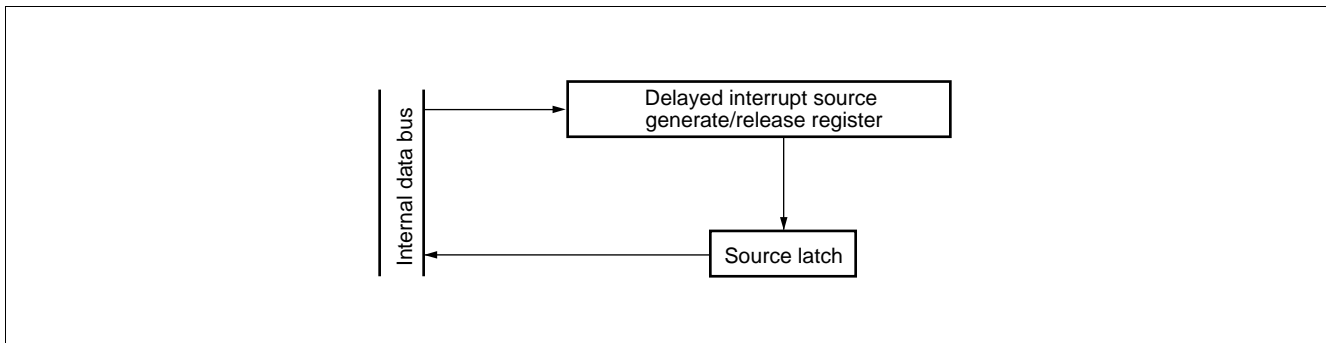 Internal data bus
Delayed interrupt source
generate/release register
Source latch